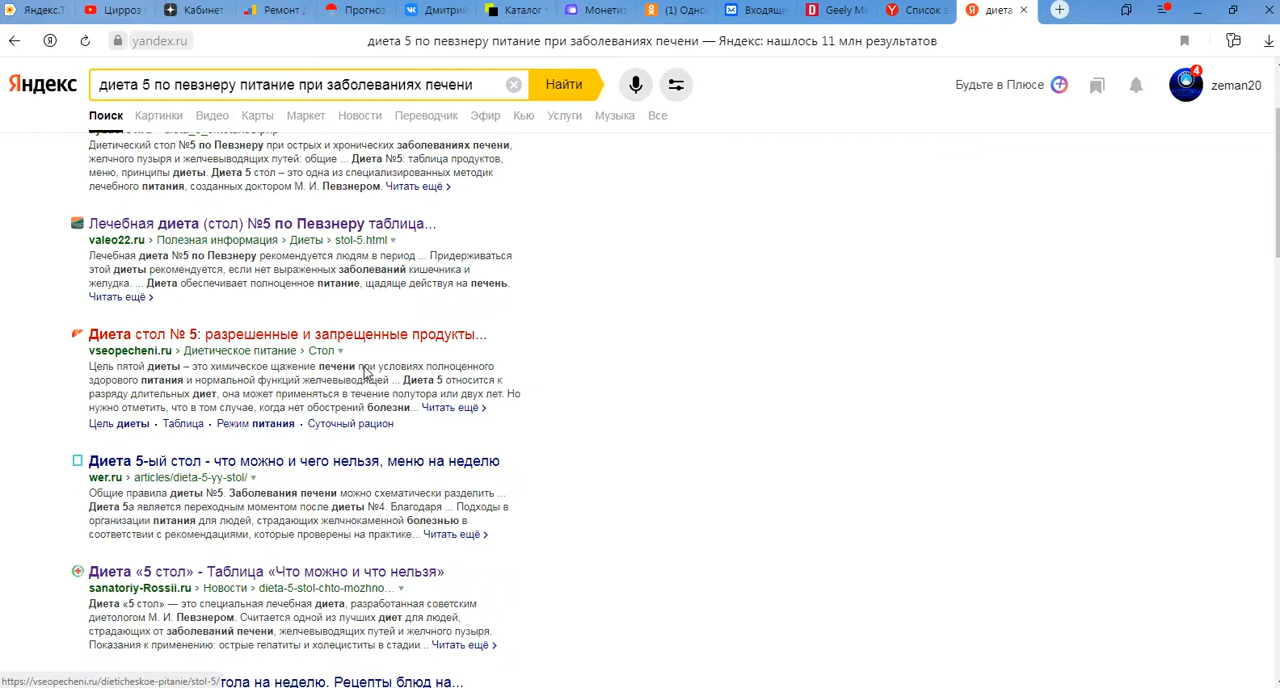 Яндекс.Т
Цирроз
Кабинет
Ремонт Д
Прогноз
Дмитрий
Каталог
Монетиз
(1) Одно
Входящи
Geely M
Список з
диета
yandex.ru
диета 5 по певзнеру питание при заболеваниях печени — Яндекс: нашлось 11 млн результатов
Яндекс
диета 5 по певзнеру питание при заболеваниях печени
Найти
Будьте в Плюсе
4
zeman20
Поиск Картинки Видео Карты Маркет Новости Переводчик Эфир Кью Услуги Музыка Все
Диетический стол №5 по Певзнеру при острых и хронических заболеваниях печени,
желчного пузыря и желчевыводящих путей: общие ... Диета №5: таблица продуктов,
меню, принципы диеты. Диета 5 стол – это одна из специализированных методик
лечебного питания, созданных доктором М. И. Певзнером. Читать ещё >
Лечебная диета (стол) №5 по Певзнеру таблица...
valeo22.ru > Полезная информация > Диеты > stol-5.html
Лечебная диета №5 по Певзнеру рекомендуется людям в период ... Придерживаться
этой диеты рекомендуется, если нет выраженных заболеваний кишечника и
желудка. ... Диета обеспечивает полноценное питание, щадяще действуя на печень.
Читать ещё >
Диета стол № 5: разрешенные и запрещенные продукты...
vseopecheni.ru > Диетическое питание > Стол
Цель пятой диеты – это химическое щажение печени при условиях полноценного
здорового питания и нормальной функций желчевыводящей ... Диета 5 относится к
разряду длительных диет, она может применяться в течение полутора или двух лет. Но
нужно отметить, что в том случае, когда нет обострений болезни... Читать ещё >
Цель диеты · Таблица · Режим питания · Суточный рацион
Диета 5-ый стол - что можно и чего нельзя, меню на неделю
wer.ru > articles/dieta-5-yy-stol/
Общие правила диеты №5. Заболевания печени можно схематически разделить ...
Диета 5а является переходным моментом после диеты №4. Благодаря ... Подходы в
организации питания для людей, страдающих желчнокаменной болезнью в
соответствии с рекомендациями, которые проверены на практике... Читать ещё >
Диета «5 стол» - Таблица «Что можно и что нельзя»
sanatoriy-Rossii.ru > Новости > dieta-5-stol-chto-mozhno...
Диета «5 стол» — это специальная лечебная диета, разработанная советским
диетологом М. И. Певзнером. Считается одной из лучших диет для людей,
страдающих от заболеваний печени, желчевыводящих путей и желчного пузыря.
Показания к применению: острые гепатиты и холециститы в стадии... Читать ещё >
https://vseopecheni.ru/dieticheskoe-pitanie/stol-5/
тола на неделю. Рецепты блюд на...